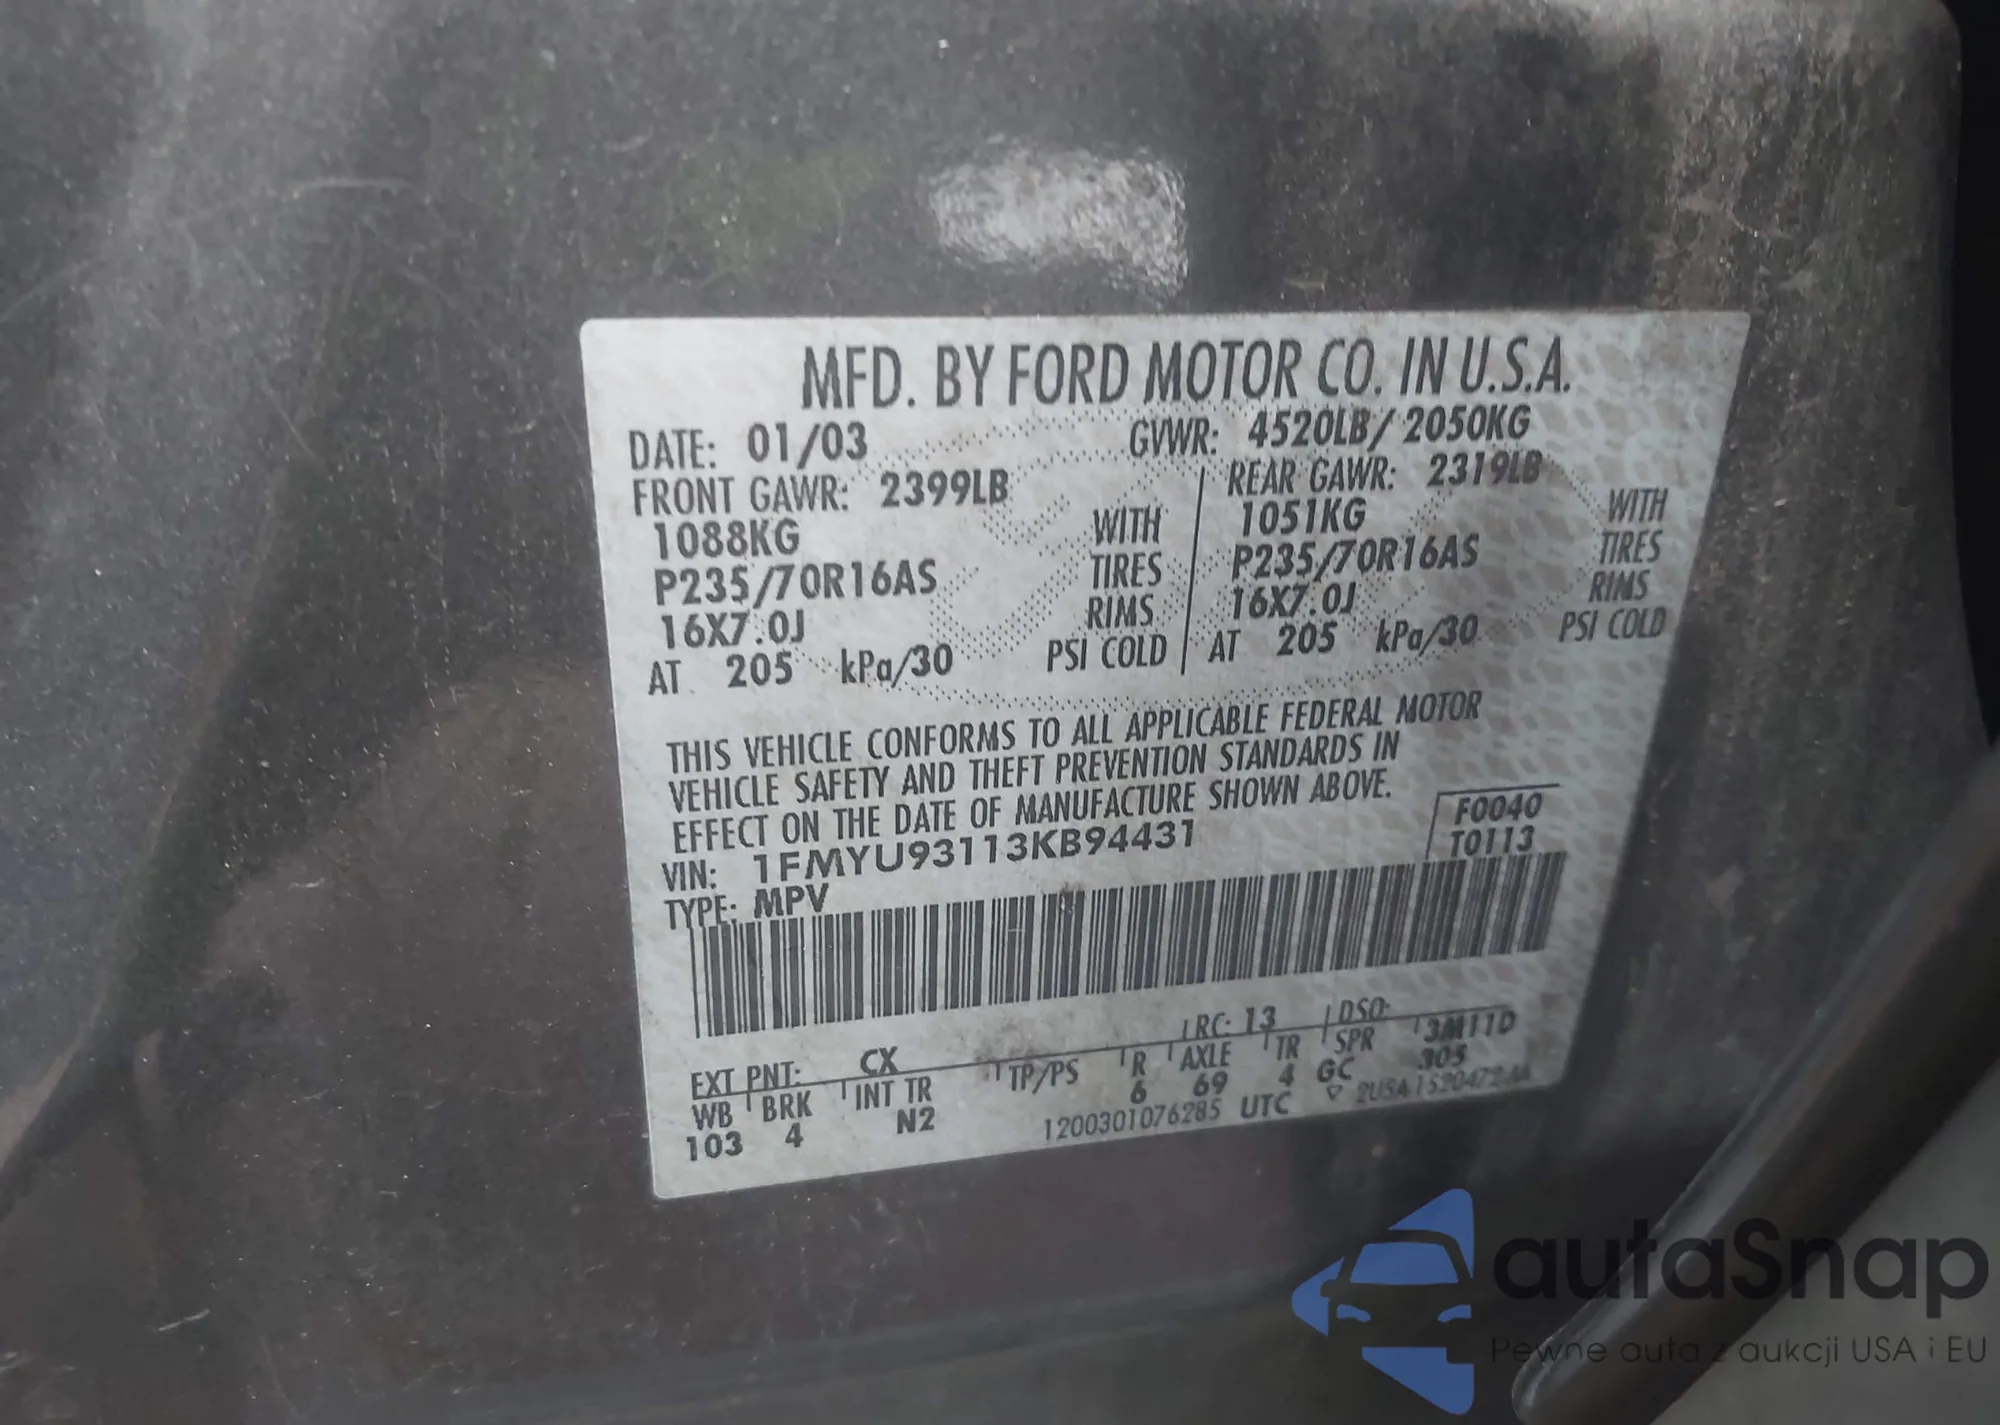 MFD. BY FORD MOTOR CO. IN U.S.A.
DATE: 01/03 GVWR: 4520LB/ 2050KG
FRONT GAWR: 2399LB REAR GAWR: 2319LB
1088KG WITH 1051KG WITH
P235/70R16AS TIRES P235/70R16AS TIRES
16X7.0J RIMS 16X7.0J RIMS
AT 205 kPa/30 PSI COLD AT 205 kPa/30 PSI COLD
THIS VEHICLE CONFORMS TO ALL APPLICABLE FEDERAL MOTOR
VEHICLE SAFETY AND THEFT PREVENTION STANDARDS IN
EFFECT ON THE DATE OF MANUFACTURE SHOWN ABOVE.
F0040
VIN: 1FMYU93113KB94431 T0113
TYPE: MPV
EXT PNT: CX RC: 13 DSO:
WB BRK INT TR TP/PS R AXLE TR SPR 3M11D
103 4 N2 6 69 4 GC 305
1200301076285 UTC
autaSnap
Pewne auta z aukcji USA i EU